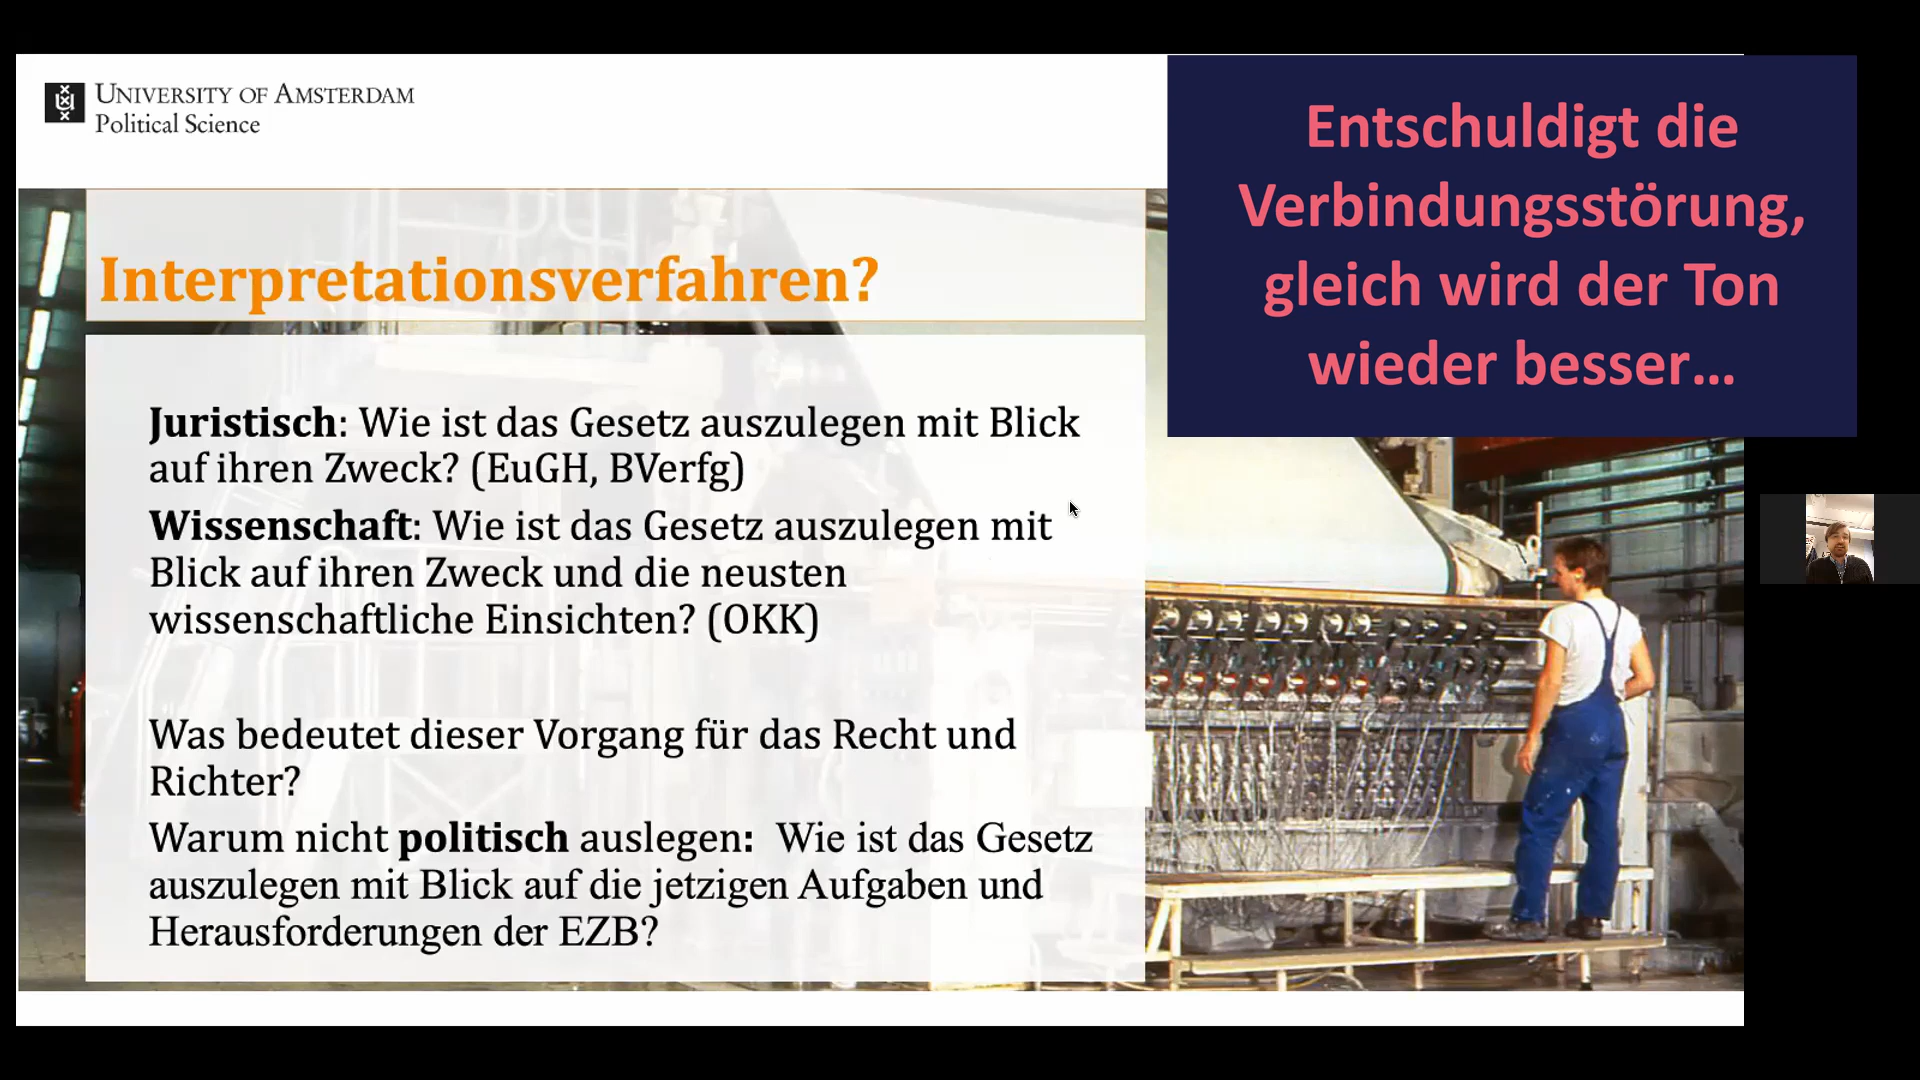 UNIVERSITY OF AMSTERDAM
Political Science
Entschuldigt die
Verbindungsstörung,
gleich wird der Ton
wieder besser...
Interpretationsverfahren?
Juristisch: Wie ist das Gesetz auszulegen mit Blick
auf ihren Zweck? (EuGH, BVerfg)
Wissenschaft: Wie ist das Gesetz auszulegen mit
Blick auf ihren Zweck und die neusten
wissenschaftliche Einsichten? (OKK)
Was bedeutet dieser Vorgang für das Recht und
Richter?
Warum nicht politisch auslegen: Wie ist das Gesetz
auszulegen mit Blick auf die jetzigen Aufgaben und
Herausforderungen der EZB?